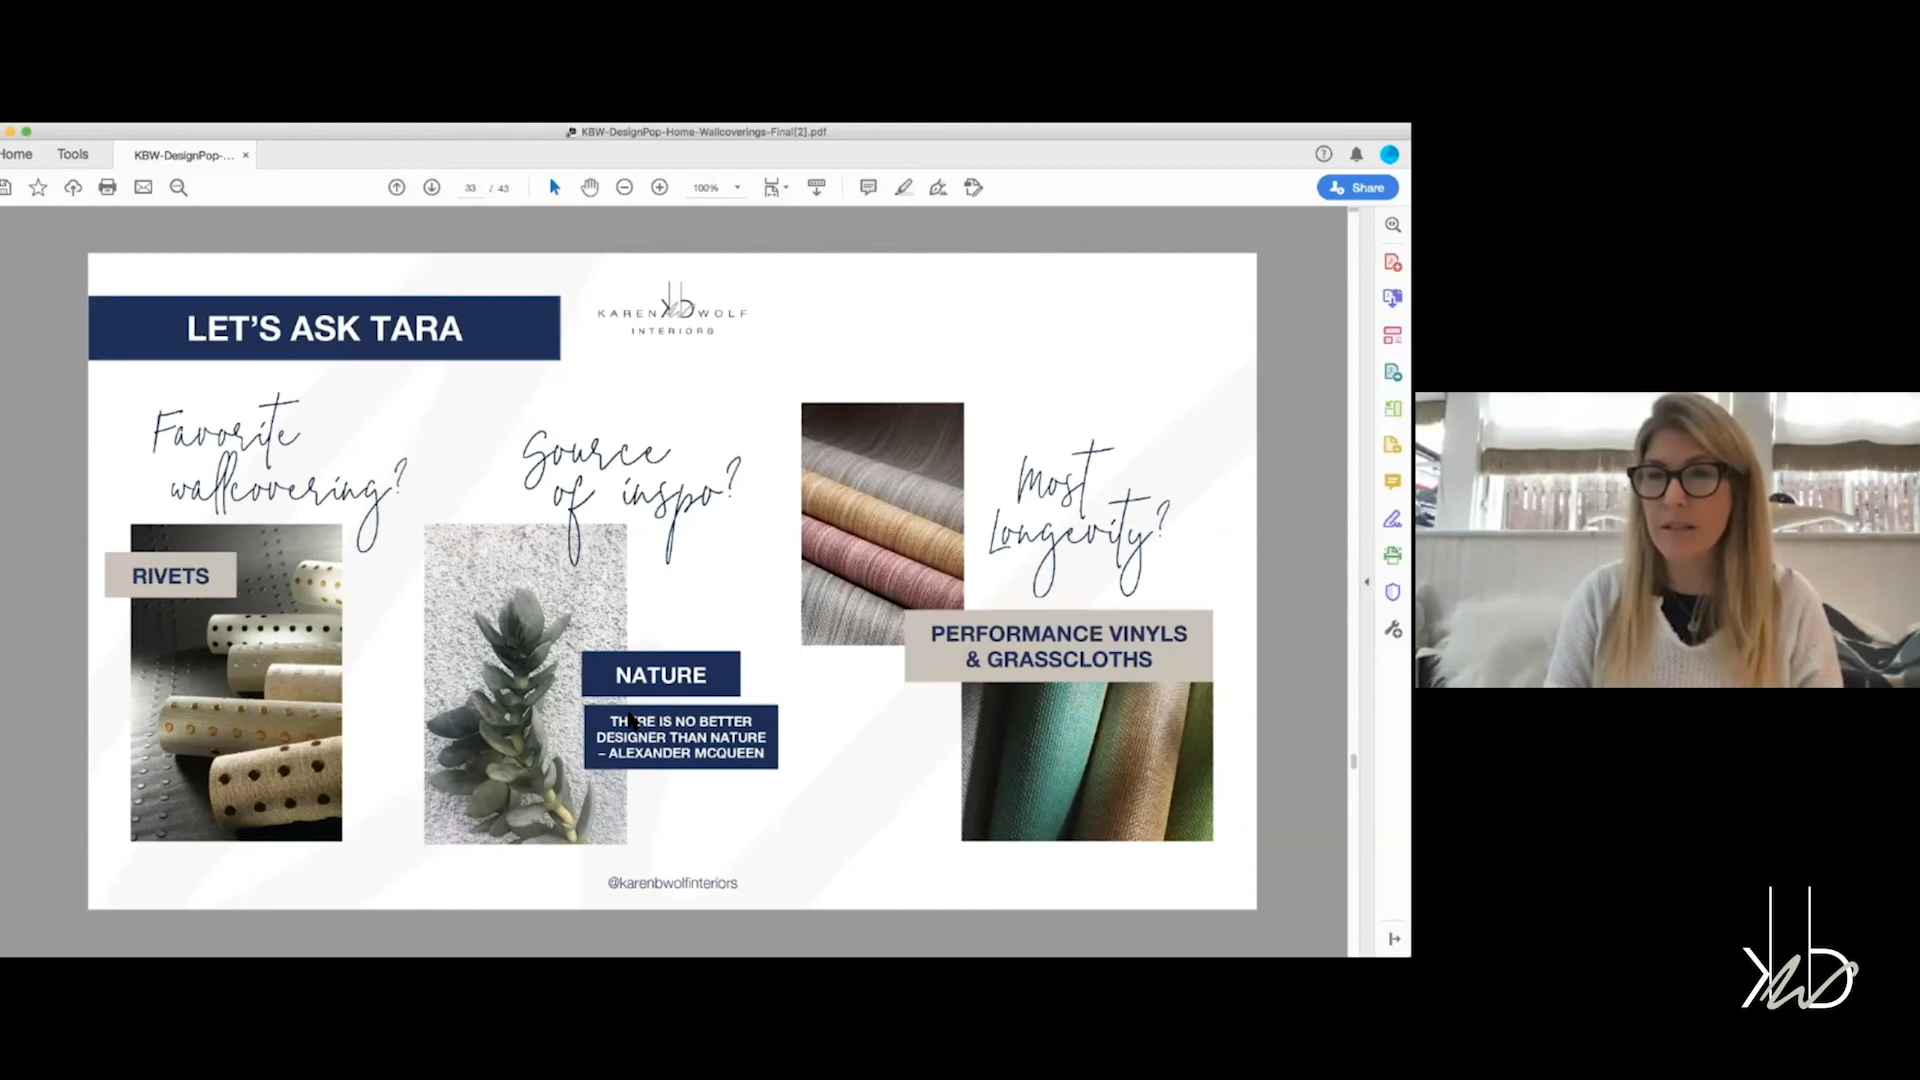 KBW-DesignPop-Home-Wallcoverings-Final[2].pdf
Home
Tools
KBW-DesignPop-...
33 / 43
100%
Share
LET'S ASK TARA
KAREN WOLF
INTERIORS
Favorite
wallcovering?
RIVETS
Source
of inspo?
NATURE
THERE IS NO BETTER
DESIGNER THAN NATURE
– ALEXANDER MCQUEEN
Most
Longevity?
PERFORMANCE VINYLS
& GRASSCLOTHS
@karenbwolfinteriors